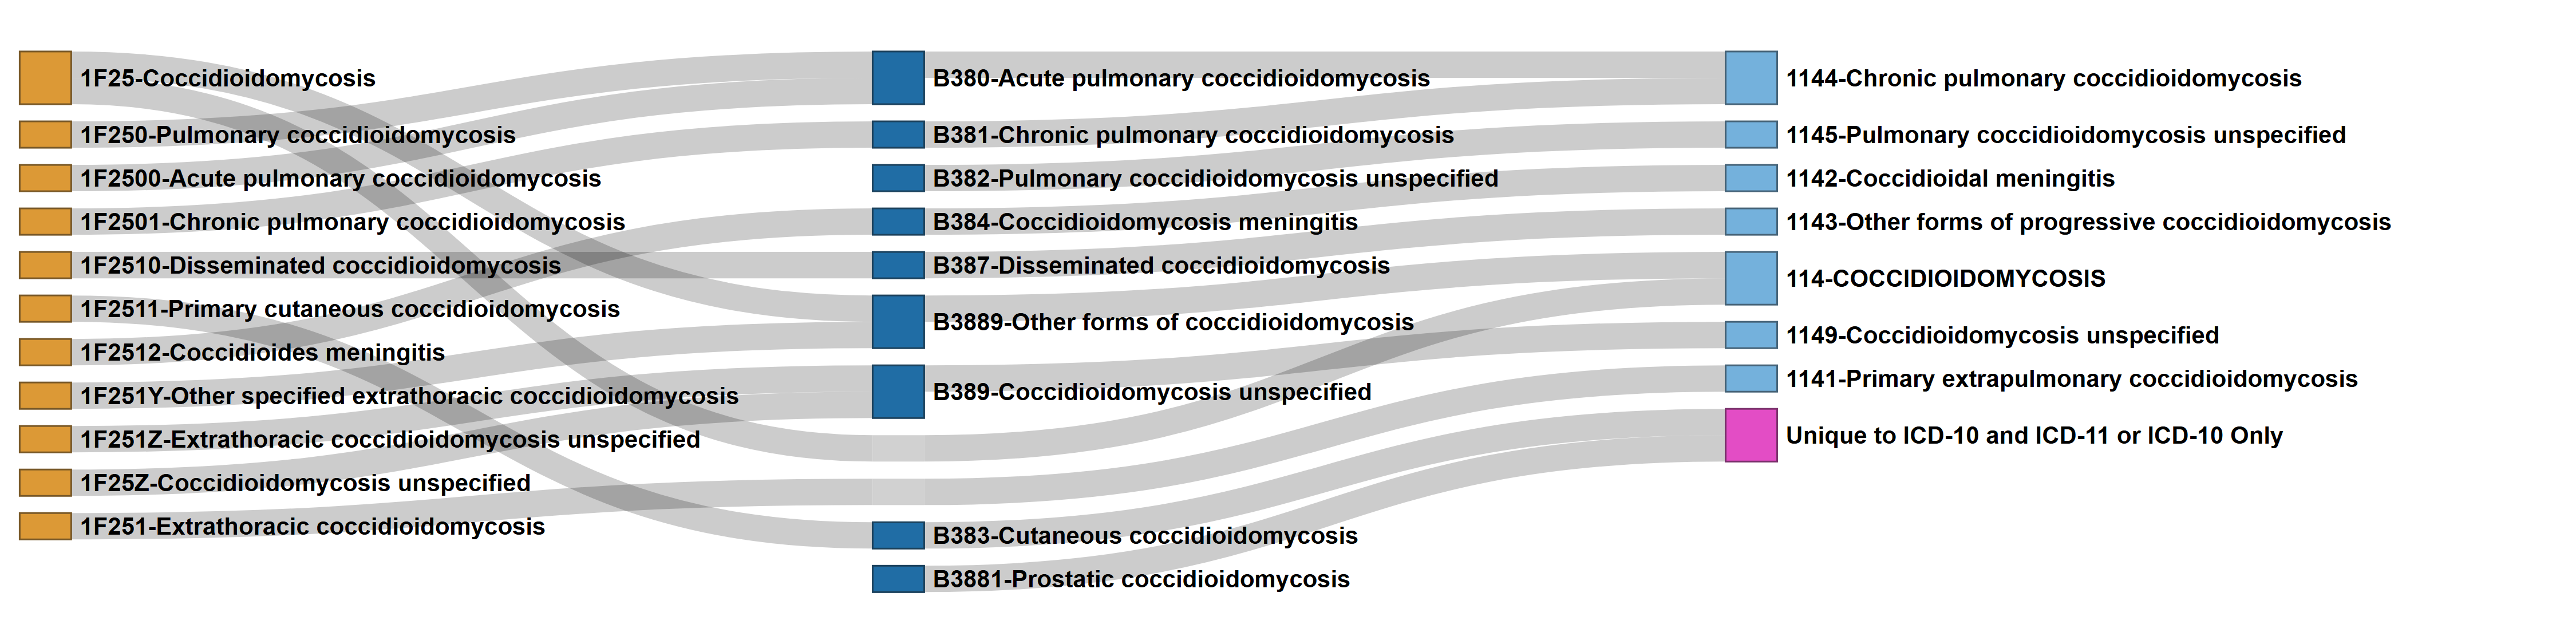 1F25-Coccidioidomycosis
1F250-Pulmonary coccidioidomycosis
1F2500-Acute pulmonary coccidioidomycosis
1F2501-Chronic pulmonary coccidioidomycosis
1F2510-Disseminated coccidioidomycosis
1F2511-Primary cutaneous coccidioidomycosis
1F2512-Coccidioides meningitis
1F251Y-Other specified extrathoracic coccidioidomycosis
1F251Z-Extrathoracic coccidioidomycosis unspecified
1F25Z-Coccidioidomycosis unspecified
1F251-Extrathoracic coccidioidomycosis
B380-Acute pulmonary coccidioidomycosis
B381-Chronic pulmonary coccidioidomycosis
B382-Pulmonary coccidioidomycosis unspecified
B384-Coccidioidomycosis meningitis
B387-Disseminated coccidioidomycosis
B3889-Other forms of coccidioidomycosis
B389-Coccidioidomycosis unspecified
B383-Cutaneous coccidioidomycosis
B3881-Prostatic coccidioidomycosis
1144-Chronic pulmonary coccidioidomycosis
1145-Pulmonary coccidioidomycosis unspecified
1142-Coccidioidal meningitis
1143-Other forms of progressive coccidioidomycosis
114-COCCIDIOIDOMYCOSIS
1149-Coccidioidomycosis unspecified
1141-Primary extrapulmonary coccidioidomycosis
Unique to ICD-10 and ICD-11 or ICD-10 Only